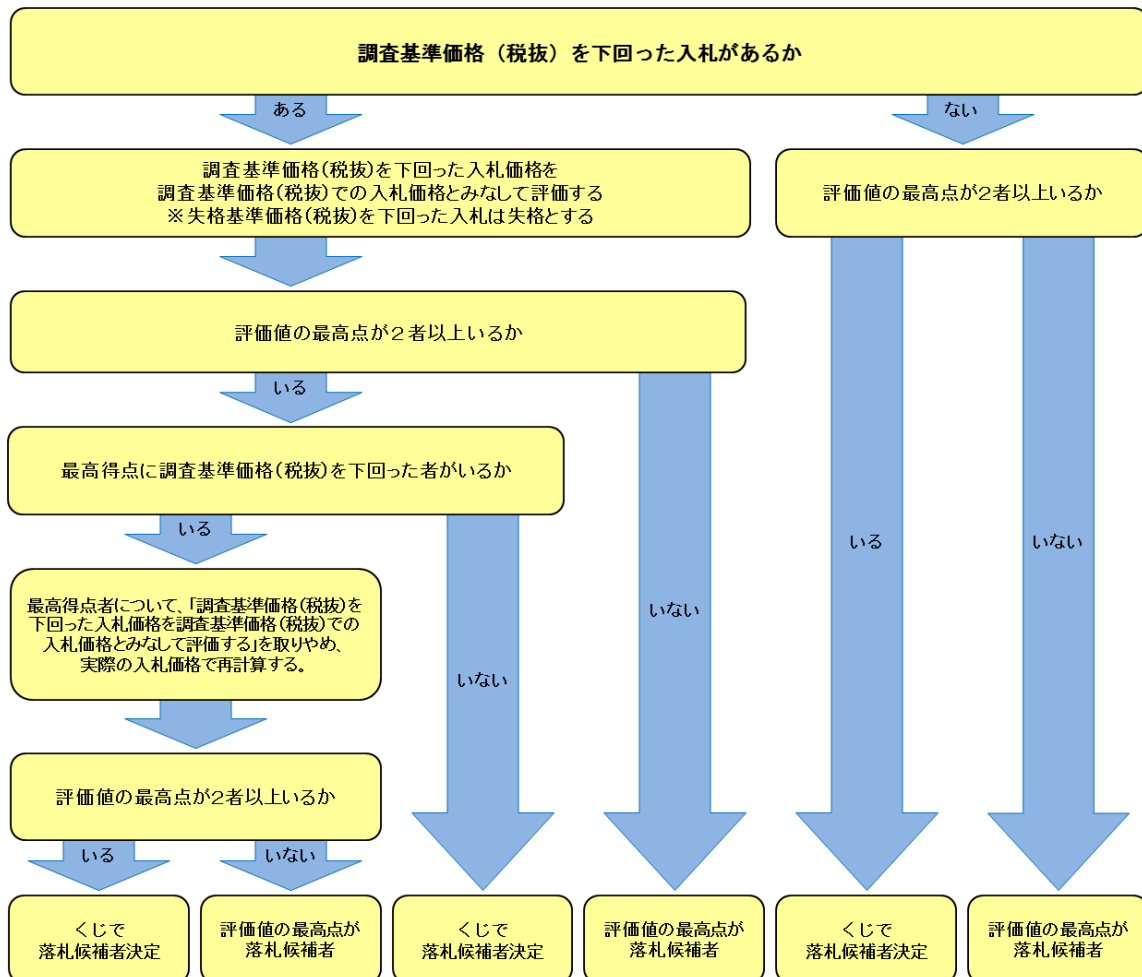 調査基準価格（税抜）を下回った入札があるか
ある
ない
調査基準価格(税抜)を下回った入札価格を
調査基準価格(税抜)での入札価格とみなして評価する
※失格基準価格(税抜)を下回った入札は失格とする
評価値の最高点が2者以上いるか
評価値の最高点が２者以上いるか
いる
最高得点に調査基準価格(税抜)を下回った者がいるか
いる
いる
いない
最高得点者について、「調査基準価格(税抜)を
下回った入札価格を調査基準価格(税抜)での
入札価格とみなして評価する」を取りやめ、
実際の入札価格で再計算する。
いない
いない
評価値の最高点が2者以上いるか
いる
いない
くじで
落札候補者決定
評価値の最高点が
落札候補者
くじで
落札候補者決定
評価値の最高点が
落札候補者
くじで
落札候補者決定
評価値の最高点が
落札候補者